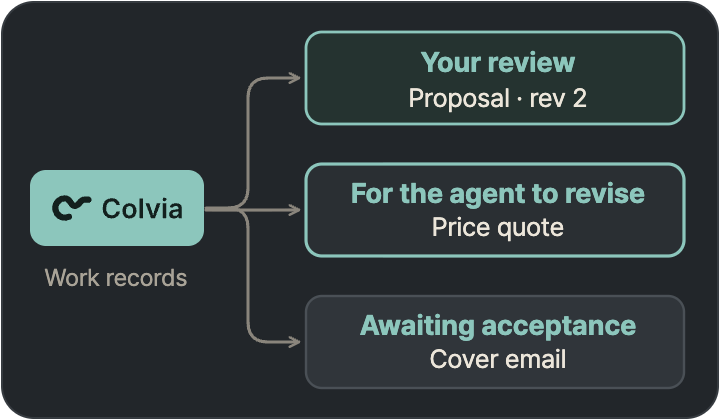 Your review
Proposal · rev 2
For the agent to revise
Price quote
Colvia
Work records
Awaiting acceptance
Cover email